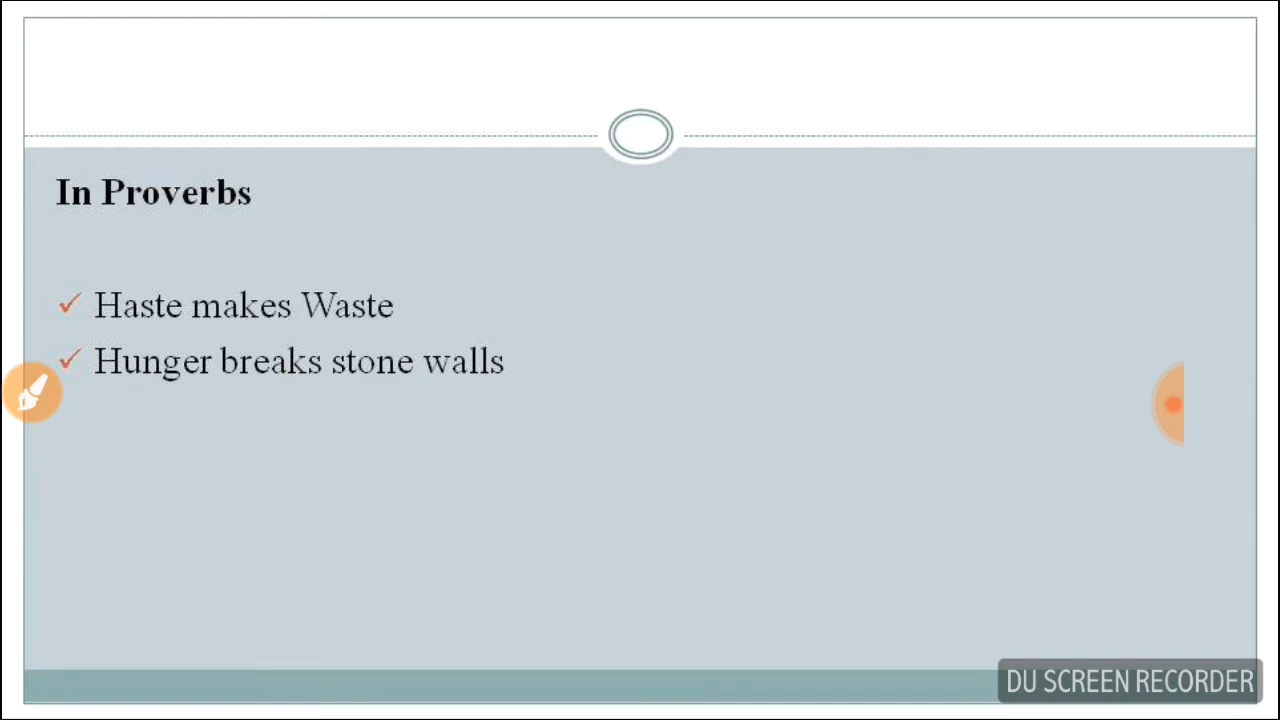 In Proverbs
Haste makes Waste
Hunger breaks stone walls
DU SCREEN RECORDER